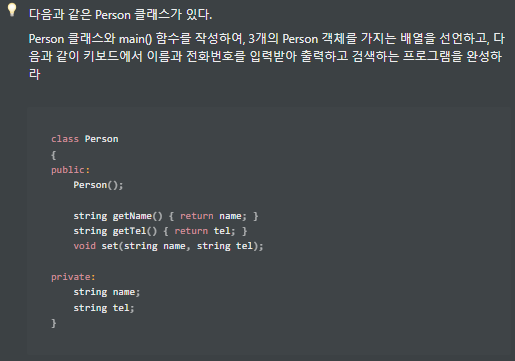 다음과 같은 Person 클래스가 있다.
Person 클래스와 main() 함수를 작성하여, 3개의 Person 객체를 가지는 배열을 선언하고, 다
음과 같이 키보드에서 이름과 전화번호를 입력받아 출력하고 검색하는 프로그램을 완성하
라
class Person
{
public:
    Person();
    string getName() { return name; }
    string getTel() { return tel; }
    void set(string name, string tel);
private:
    string name;
    string tel;
}